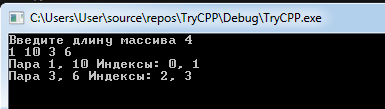 C:\Users\User\source\repos\TryCPP\Debug\TryCPP.exe
Введите длину массива 4
1 10 3 6
Пара 1, 10 Индексы: 0, 1
Пара 3, 6 Индексы: 2, 3